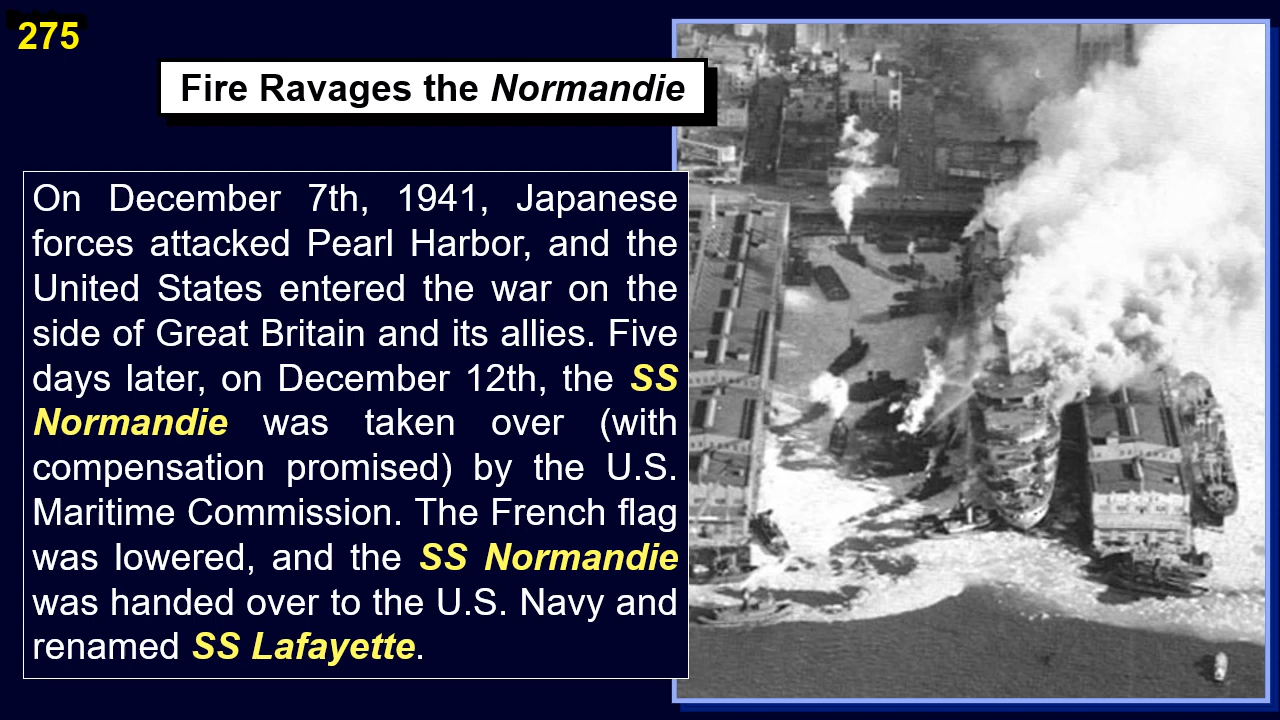 275
Fire Ravages the Normandie
On December 7th, 1941, Japanese
forces attacked Pearl Harbor, and the
United States entered the war on the
side of Great Britain and its allies. Five
days later, on December 12th, the SS
Normandie was taken over (with
compensation promised) by the U.S.
Maritime Commission. The French flag
was lowered, and the SS Normandie
was handed over to the U.S. Navy and
renamed SS Lafayette.